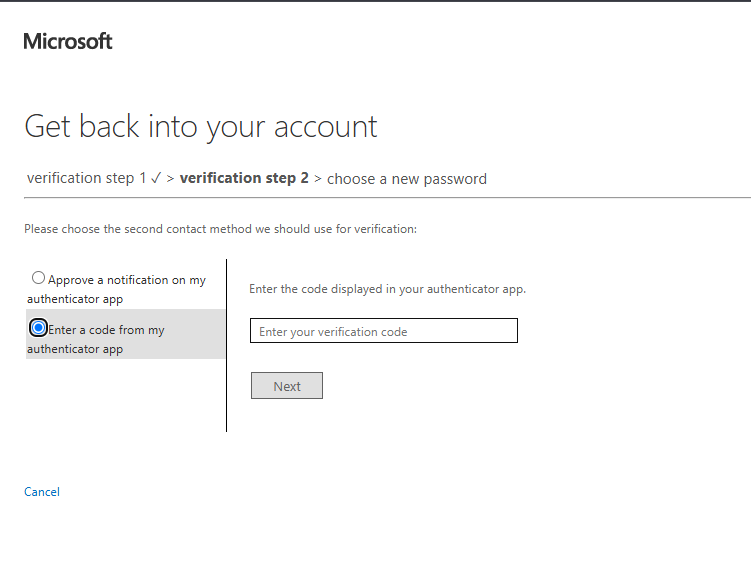 Microsoft
Get back into your account
verification step 1 ✓ > verification step 2 > choose a new password
Please choose the second contact method we should use for verification:
Approve a notification on my
authenticator app
Enter a code from my
authenticator app
Enter the code displayed in your authenticator app.
Enter your verification code
Next
Cancel